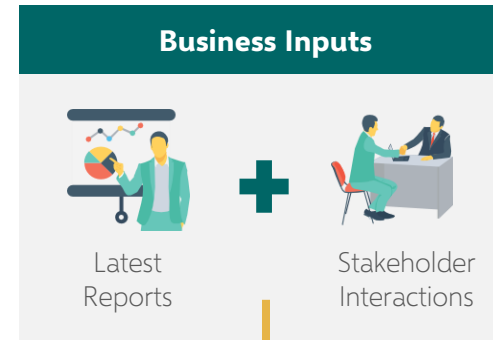 Business Inputs
Latest
Reports
Stakeholder
Interactions